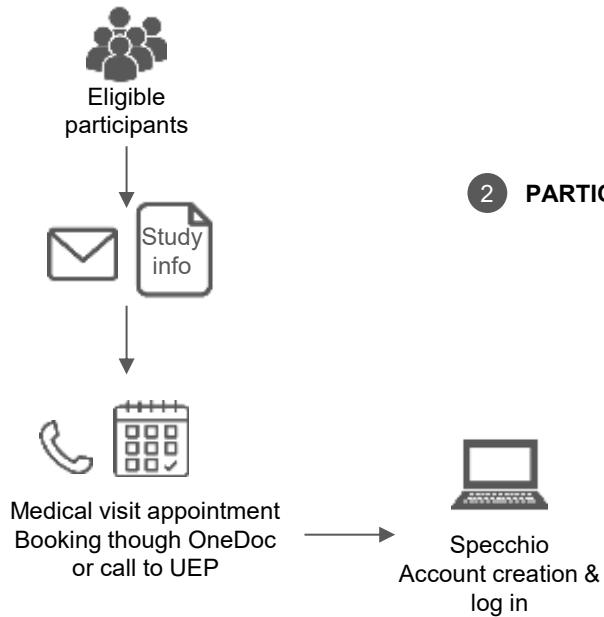 Eligible
participants
2 PARTIC
Study
info
Medical visit appointment
Booking though OneDoc
or call to UEP
Specchio
Account creation &
log in